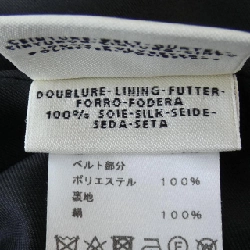 DOUBLURE-LINING-FUTTER-
FORRO-FODERA
100% SOIE-SILK-SEIDE-
SEDA-SETA
ベルト部分
ポリエステル 100%
裏地
絹 100%